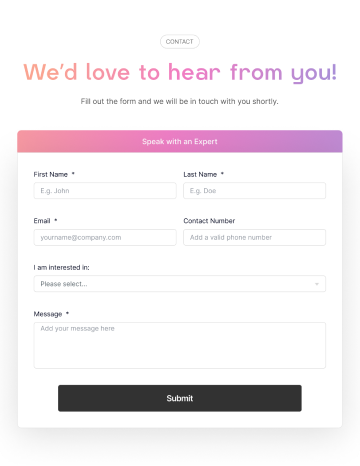 CONTACT
We'd love to hear from you!
Fill out the form and we will be in touch with you shortly.
Speak with an Expert
First Name *
Last Name *
E.g. John
E.g. Doe
Email *
Contact Number
yourname@company.com
Add a valid phone number
I am interested in:
Please select...
Message *
Add your message here
Submit